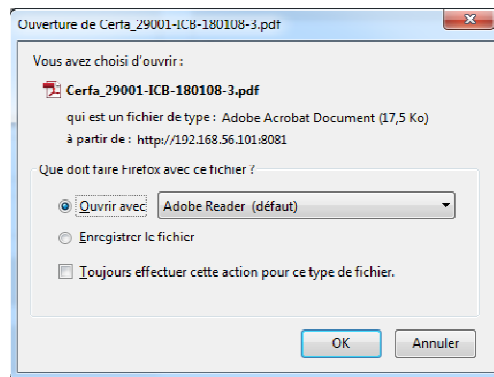 Ouverture de Cerfa_29001-ICB-180108-3.pdf
Vous avez choisi d'ouvrir :
Cerfa_29001-ICB-180108-3.pdf
qui est un fichier de type : Adobe Acrobat Document (17,5 Ko)
à partir de : http://192.168.56.101:8081
Que doit faire Firefox avec ce fichier ?
Ouvrir avec Adobe Reader (défaut)
Enregistrer le fichier
Toujours effectuer cette action pour ce type de fichier.
OK Annuler